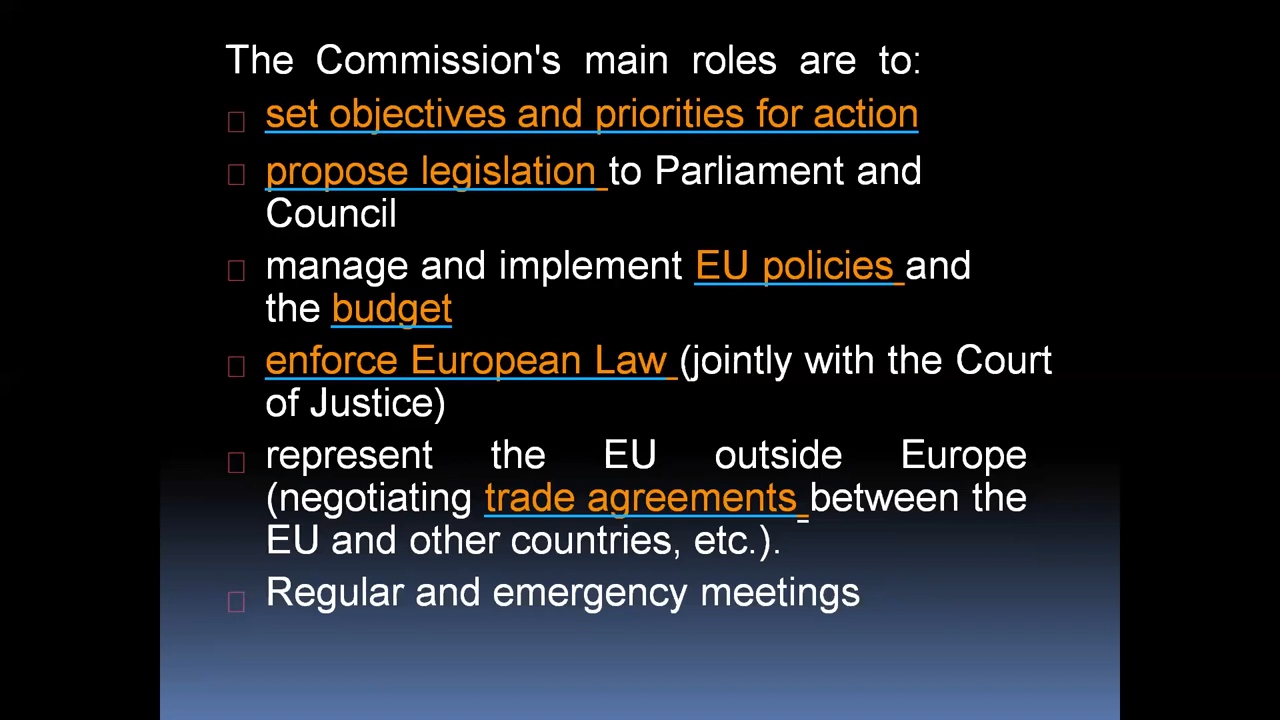 The Commission's main roles are to:
set objectives and priorities for action
propose legislation to Parliament and
Council
manage and implement EU policies and
the budget
enforce European Law (jointly with the Court
of Justice)
represent the EU outside Europe
(negotiating trade agreements between the
EU and other countries, etc.).
Regular and emergency meetings